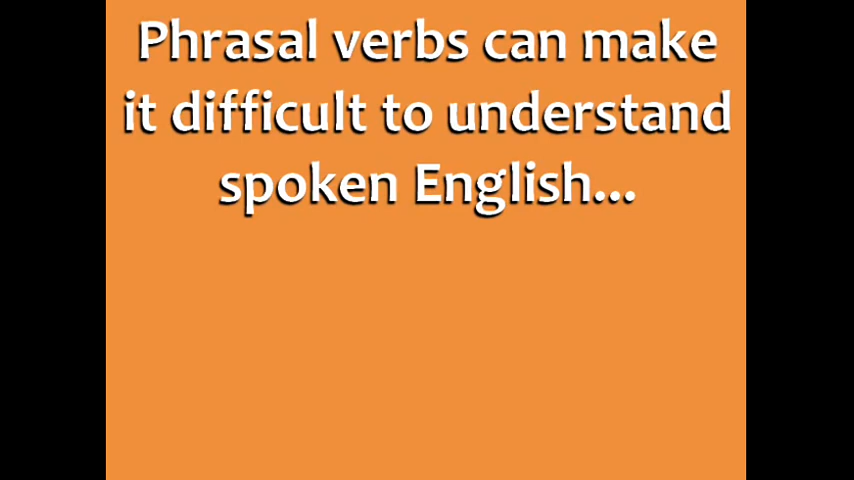 Phrasal verbs can make
it difficult to understand
spoken English...